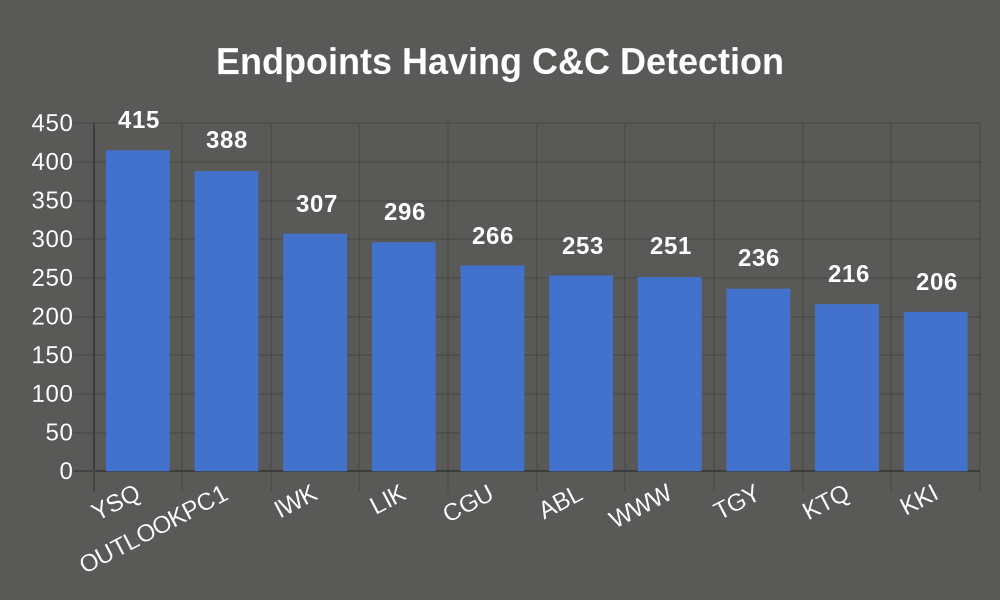 Endpoints Having C&C Detection
450
400
350
300
250
200
150
100
50
0
415
388
307
296
266
253
251
236
216
206
YSQ
OUTLOOKPC1
IWK
LIK
CGU
ABL
WWW
TGY
KTQ
KKI